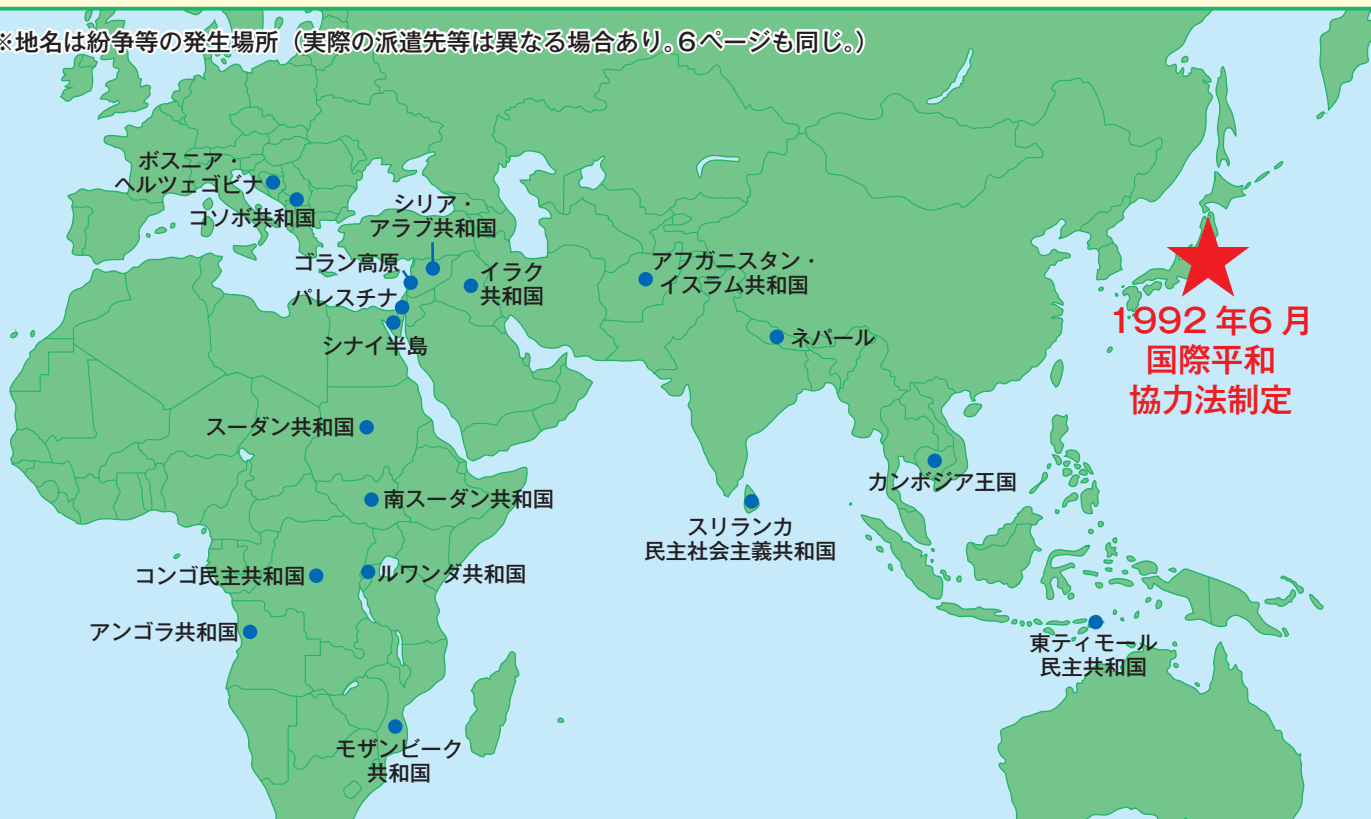 ※地名は紛争等の発生場所（実際の派遣先等は異なる場合あり。6ページも同じ。）
ボスニア・
ヘルツェゴビナ
コソボ共和国
シリア・
アラブ共和国
ゴラン高原
パレスチナ
シナイ半島
イラク
共和国
アフガニスタン・
イスラム共和国
ネパール
1992年6月
国際平和
協力法制定
スーダン共和国
南スーダン共和国
カンボジア王国
スリランカ
民主社会主義共和国
コンゴ民主共和国
ルワンダ共和国
アンゴラ共和国
東ティモール
民主共和国
モザンビーク
共和国